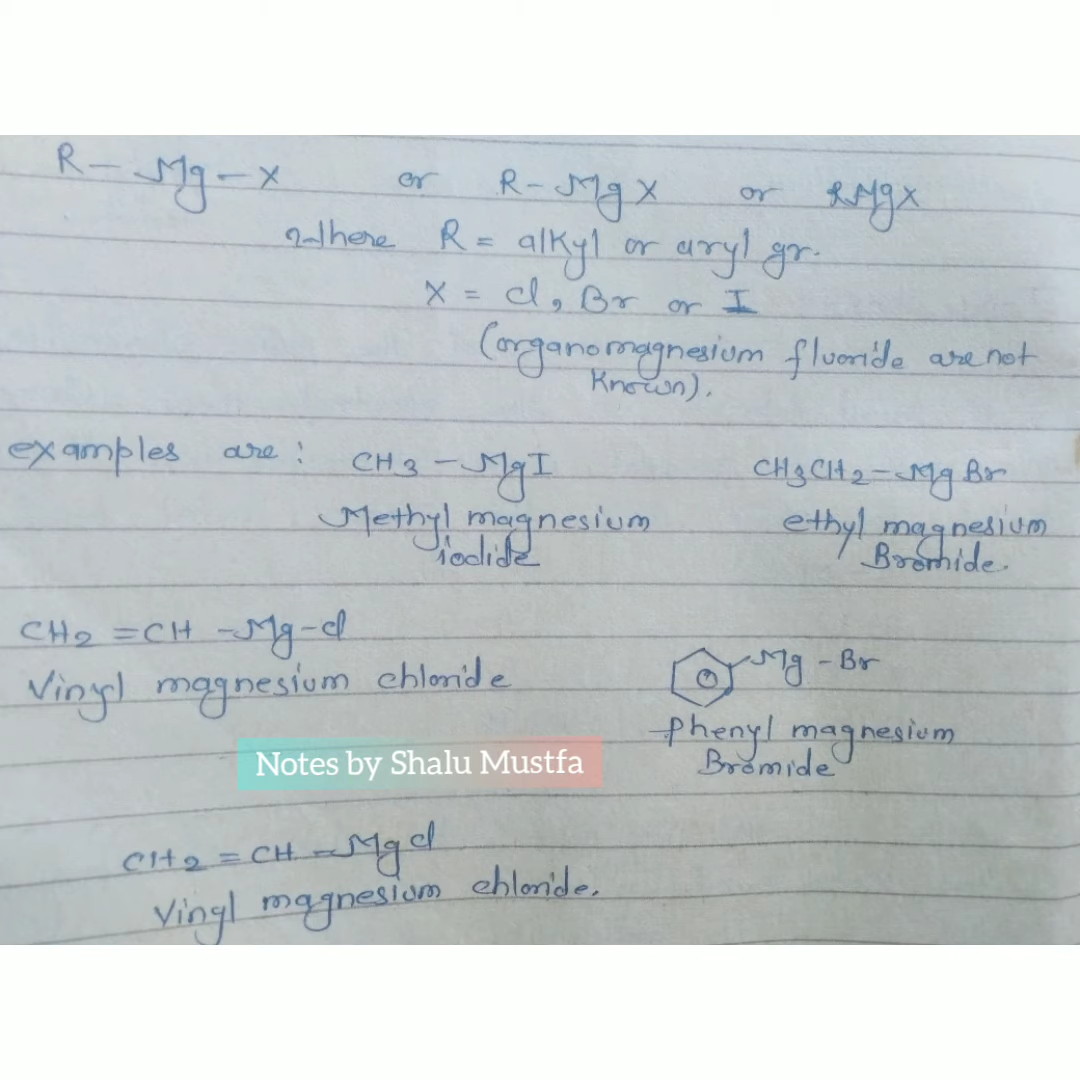 R – Mg – X or R – Mg X or RMgX
Where R = alkyl or aryl gr.
X = Cl, Br or I
(organomagnesium fluoride are not
known).
examples are : CH3 – MgI CH3CH2 – Mg Br
Methyl magnesium ethyl magnesium
iodide Bromide.
CH2 = CH – Mg – Cl
Mg – Br
Vinyl magnesium chloride
Phenyl magnesium
Bromide
Notes by Shalu Mustfa
CH2 = CH – Mg Cl
Vinyl magnesium chloride.